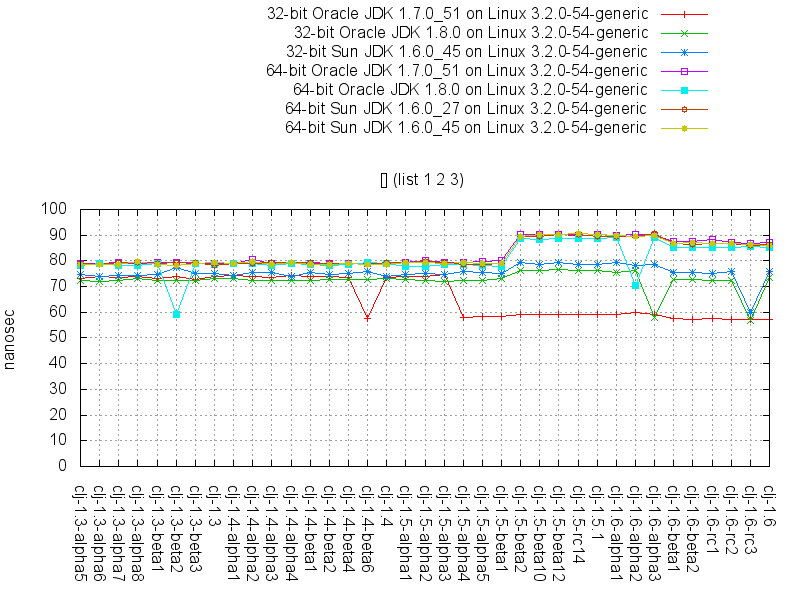 32-bit Oracle JDK 1.7.0_51 on Linux 3.2.0-54-generic
32-bit Oracle JDK 1.8.0 on Linux 3.2.0-54-generic
32-bit Sun JDK 1.6.0_45 on Linux 3.2.0-54-generic
64-bit Oracle JDK 1.7.0_51 on Linux 3.2.0-54-generic
64-bit Oracle JDK 1.8.0 on Linux 3.2.0-54-generic
64-bit Sun JDK 1.6.0_27 on Linux 3.2.0-54-generic
64-bit Sun JDK 1.6.0_45 on Linux 3.2.0-54-generic
[] (list 1 2 3)
nanosec
100
90
80
70
60
50
40
30
20
10
0
clj-1.3-alpha5
clj-1.3-alpha6
clj-1.3-alpha7
clj-1.3-alpha8
clj-1.3-beta1
clj-1.3-beta2
clj-1.3-beta3
clj-1.3
clj-1.4-alpha1
clj-1.4-alpha2
clj-1.4-alpha3
clj-1.4-alpha4
clj-1.4-beta1
clj-1.4-beta2
clj-1.4-beta4
clj-1.4-beta6
clj-1.4
clj-1.5-alpha1
clj-1.5-alpha2
clj-1.5-alpha3
clj-1.5-alpha4
clj-1.5-alpha5
clj-1.5-beta1
clj-1.5-beta2
clj-1.5-beta10
clj-1.5-beta12
clj-1.5-rc14
clj-1.5.1
clj-1.6-alpha1
clj-1.6-alpha2
clj-1.6-alpha3
clj-1.6-beta1
clj-1.6-beta2
clj-1.6-rc1
clj-1.6-rc2
clj-1.6-rc3
clj-1.6